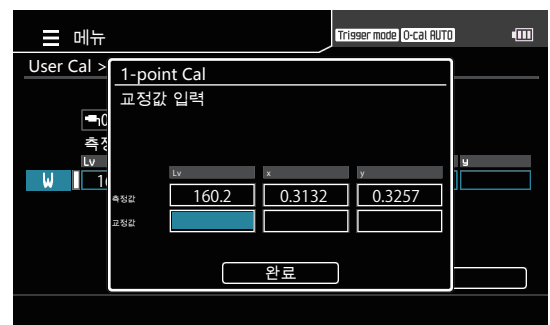 메뉴
Trigger mode 0-cal AUTO
User Cal >
1-point Cal
교정값 입력
Lv x y
측정값 160.2 0.3132 0.3257
교정값
완료
Lv y
W